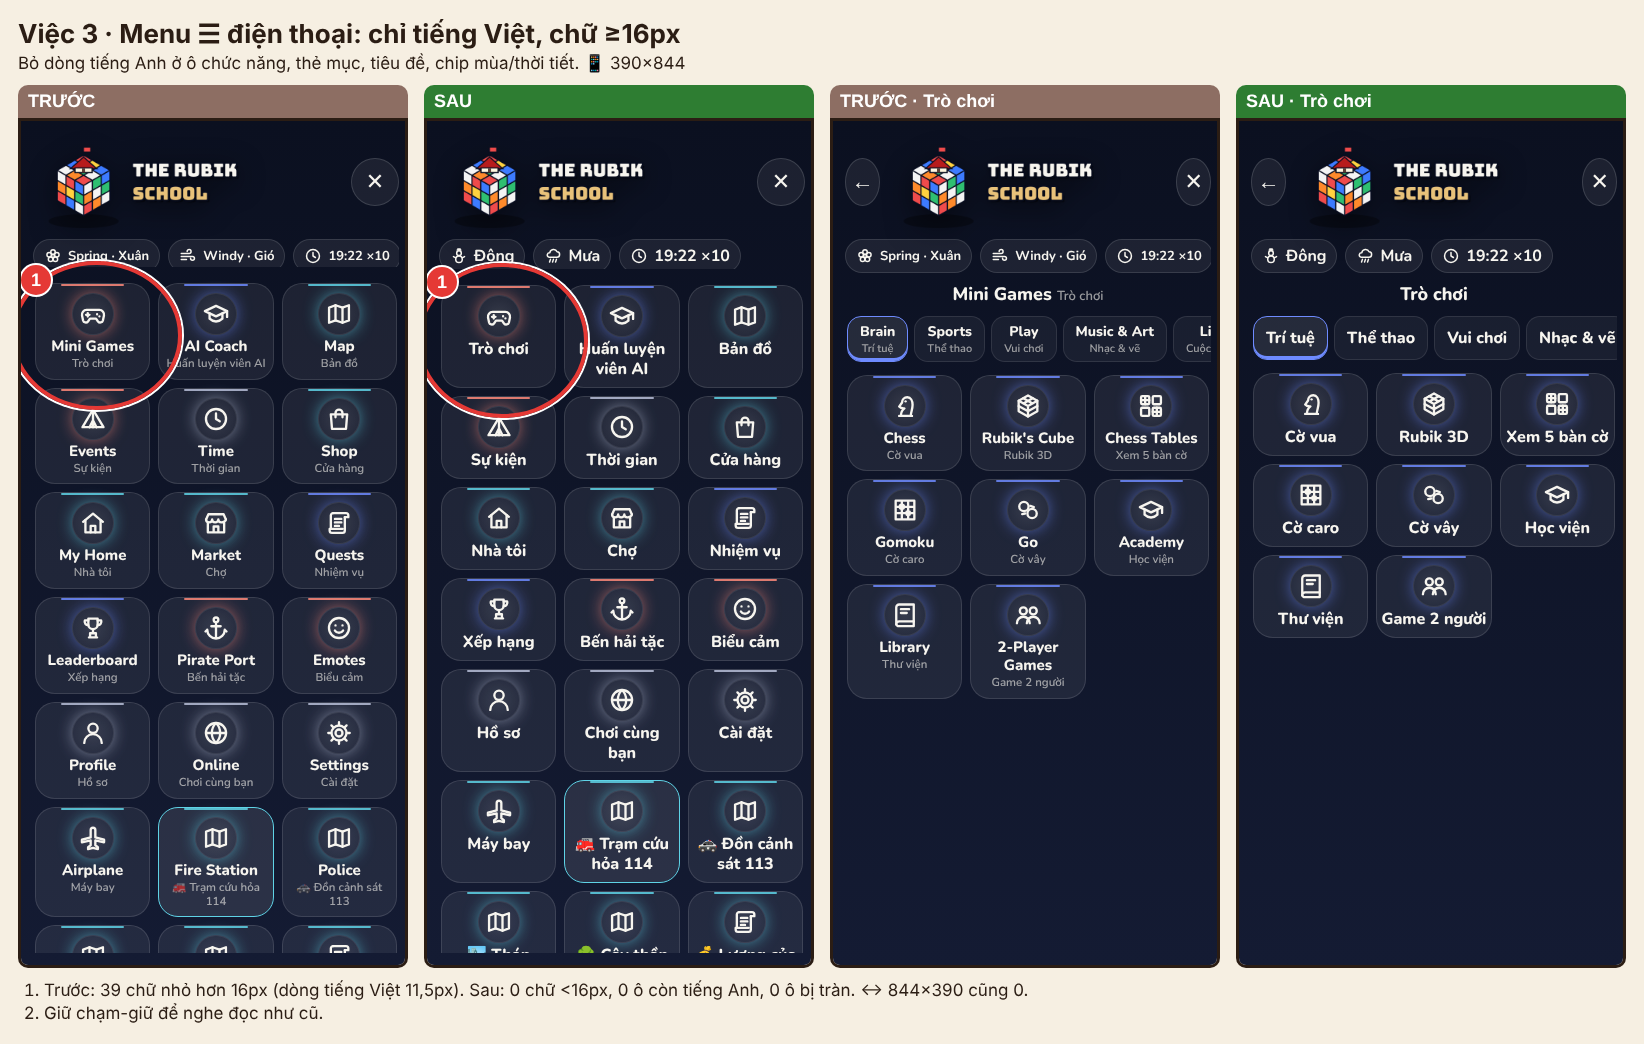 Việc 3 · Menu ☰ điện thoại: chỉ tiếng Việt, chữ ≥16px
Bỏ dòng tiếng Anh ở ô chức năng, thẻ mục, tiêu đề, chip mùa/thời tiết. 📱 390×844
TRƯỚC
THE RUBIK
SCHOOL
✕
Spring · Xuân
Windy · Gió
19:22 ×10
1
Mini Games
Trò chơi
AI Coach
Huấn luyện viên AI
Map
Bản đồ
Events
Sự kiện
Time
Thời gian
Shop
Cửa hàng
My Home
Nhà tôi
Market
Chợ
Quests
Nhiệm vụ
Leaderboard
Xếp hạng
Pirate Port
Bến hải tặc
Emotes
Biểu cảm
Profile
Hồ sơ
Online
Chơi cùng bạn
Settings
Cài đặt
Airplane
Máy bay
Fire Station
🚒 Trạm cứu hỏa
114
Police
🚓 Đồn cảnh sát
113
SAU
THE RUBIK
SCHOOL
✕
Đông
Mưa
19:22 ×10
1
Trò chơi
Huấn luyện
viên AI
Bản đồ
Sự kiện
Thời gian
Cửa hàng
Nhà tôi
Chợ
Nhiệm vụ
Xếp hạng
Bến hải tặc
Biểu cảm
Hồ sơ
Chơi cùng
bạn
Cài đặt
Máy bay
🚒 Trạm cứu
hỏa 114
🚓 Đồn cảnh
sát 113
TRƯỚC · Trò chơi
←
THE RUBIK
SCHOOL
✕
Spring · Xuân
Windy · Gió
19:22 ×10
Mini Games Trò chơi
Brain
Trí tuệ
Sports
Thể thao
Play
Vui chơi
Music & Art
Nhạc & vẽ
Li
Cuộc
Chess
Cờ vua
Rubik's Cube
Rubik 3D
Chess Tables
Xem 5 bàn cờ
Gomoku
Cờ caro
Go
Cờ vây
Academy
Học viện
Library
Thư viện
2-Player
Games
Game 2 người
SAU · Trò chơi
←
THE RUBIK
SCHOOL
✕
Đông
Mưa
19:22 ×10
Trò chơi
Trí tuệ
Thể thao
Vui chơi
Nhạc & vẽ
Cờ vua
Rubik 3D
Xem 5 bàn cờ
Cờ caro
Cờ vây
Học viện
Thư viện
Game 2 người
1. Trước: 39 chữ nhỏ hơn 16px (dòng tiếng Việt 11,5px). Sau: 0 chữ <16px, 0 ô còn tiếng Anh, 0 ô bị tràn. ↔ 844×390 cũng 0.
2. Giữ chạm-giữ để nghe đọc như cũ.